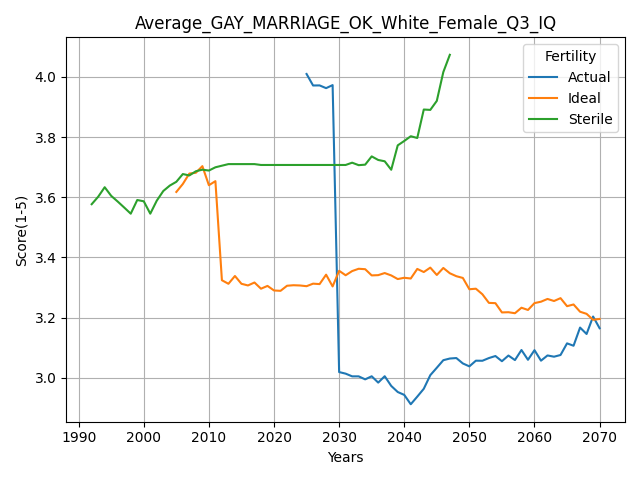 Average_GAY_MARRIAGE_OK_White_Female_Q3_IQ
Fertility
Actual
Ideal
Sterile
Score(1-5)
4.0
3.8
3.6
3.4
3.2
3.0
1990 2000 2010 2020 2030 2040 2050 2060 2070
Years